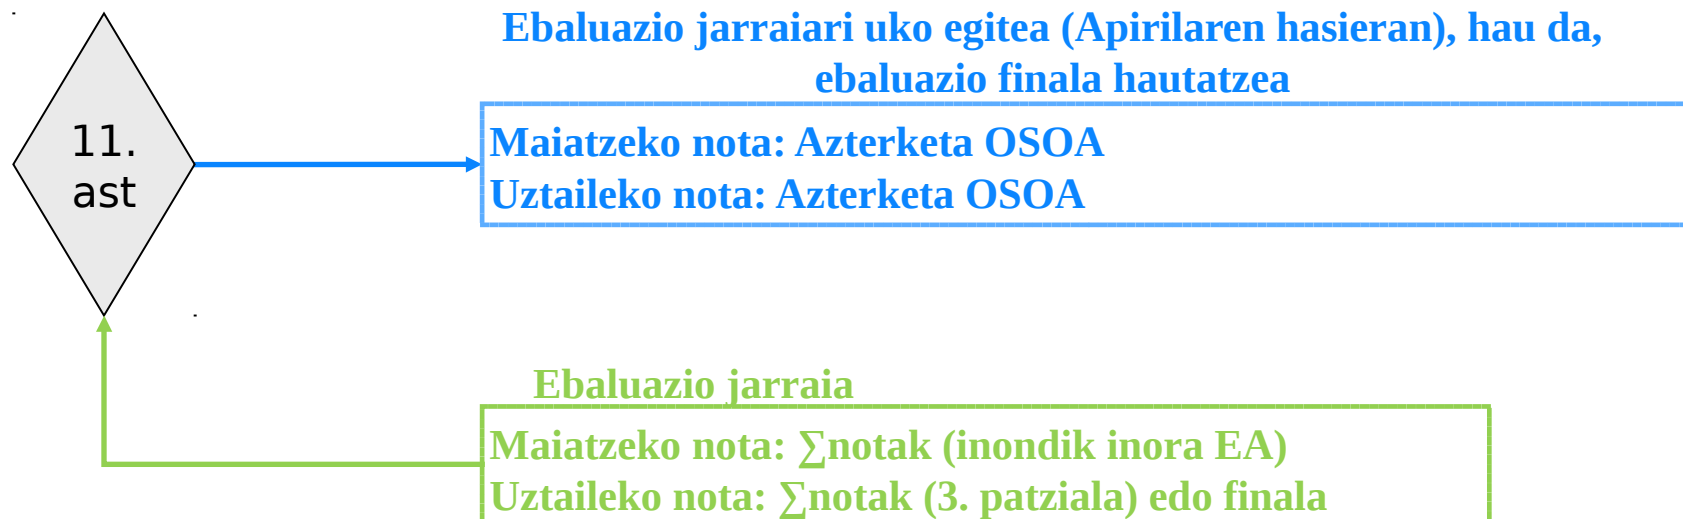 Ebaluazio jarraiari uko egitea (Apirilaren hasieran), hau da,
ebaluazio finala hautatzea
11.
ast
Maiatzeko nota: Azterketa OSOA
Uztaileko nota: Azterketa OSOA
Ebaluazio jarraia
Maiatzeko nota: ∑notak (inondik inora EA)
Uztaileko nota: ∑notak (3. patziala) edo finala